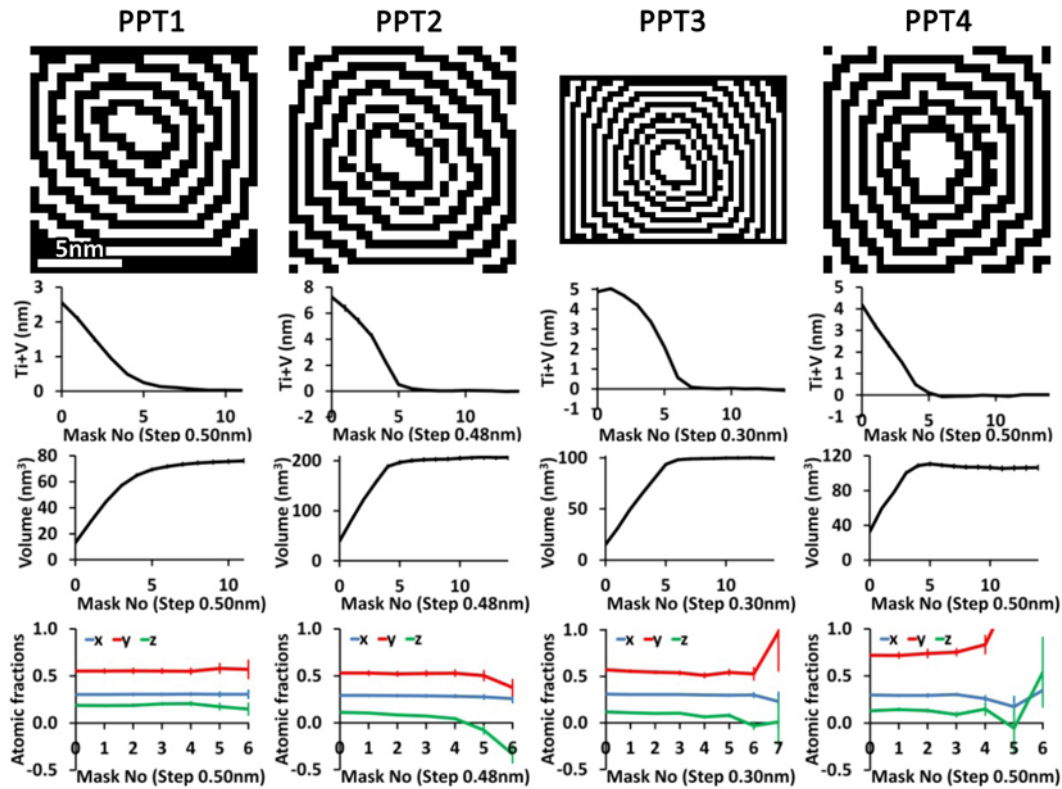 PPT1 PPT2 PPT3 PPT4
5nm
Ti+V (nm) 3 2 1 0 0 5 10 Mask No (Step 0.50nm)
Ti+V (nm) 8 6 4 2 0 -2 0 5 10 Mask No (Step 0.48nm)
Ti+V (nm) 5 4 3 2 1 0 -1 0 5 10 Mask No (Step 0.30nm)
Ti+V (nm) 5 4 3 2 1 0 -1 0 5 10 Mask No (Step 0.50nm)
Volume (nm³) 80 60 40 20 0 0 5 10 Mask No (Step 0.50nm)
Volume (nm³) 200 100 0 0 5 10 Mask No (Step 0.48nm)
Volume (nm³) 100 50 0 0 5 10 Mask No (Step 0.30nm)
Volume (nm³) 120 80 40 0 0 5 10 Mask No (Step 0.50nm)
Atomic fractions 1.0 0.5 0.0 -0.5 x y z 0 1 2 3 4 5 6 Mask No (Step 0.50nm)
Atomic fractions 1.0 0.5 0.0 -0.5 x y z 0 1 2 3 4 5 6 Mask No (Step 0.48nm)
Atomic fractions 1.0 0.5 0.0 -0.5 x y z 0 1 2 3 4 5 6 7 Mask No (Step 0.30nm)
Atomic fractions 1.0 0.5 0.0 -0.5 x y z 0 1 2 3 4 5 6 Mask No (Step 0.50nm)